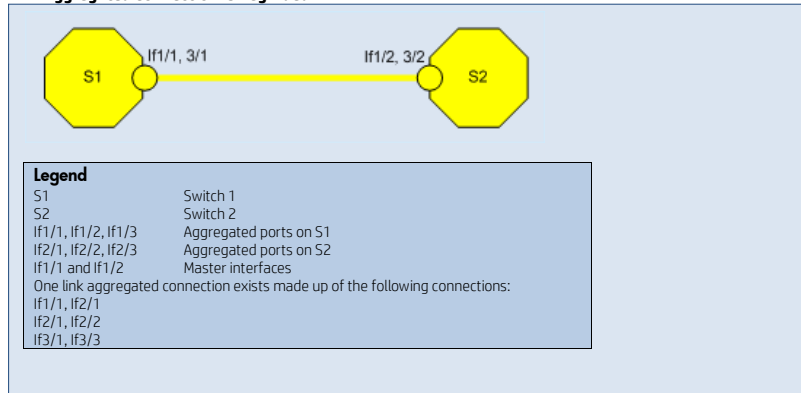 S1
If1/1, 3/1
If1/2, 3/2
S2
Legend
S1 Switch 1
S2 Switch 2
If1/1, If1/2, If1/3 Aggregated ports on S1
If2/1, If2/2, If2/3 Aggregated ports on S2
If1/1 and If1/2 Master interfaces
One link aggregated connection exists made up of the following connections:
If1/1, If2/1
If2/1, If2/2
If3/1, If3/3